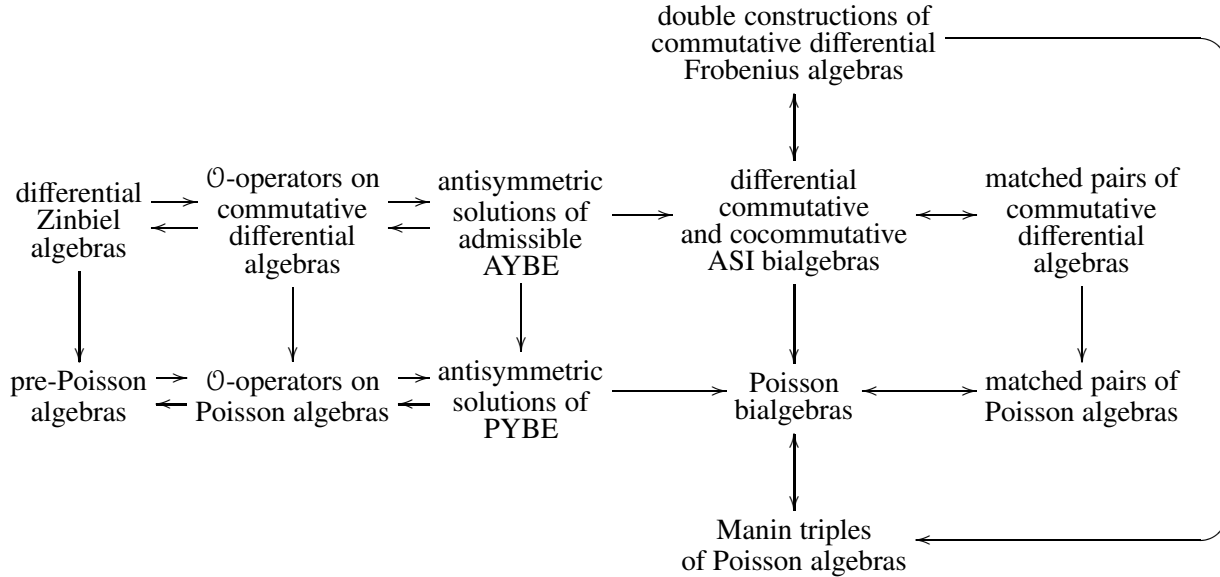 double constructions of
commutative differential
Frobenius algebras
differential
Zinbiel
algebras
𝒪-operators on
commutative
differential
algebras
antisymmetric
solutions of
admissible
AYBE
differential
commutative
and cocommutative
ASI bialgebras
matched pairs of
commutative
differential
algebras
pre-Poisson
algebras
𝒪-operators on
Poisson algebras
antisymmetric
solutions of
PYBE
Poisson
bialgebras
matched pairs of
Poisson algebras
Manin triples
of Poisson algebras